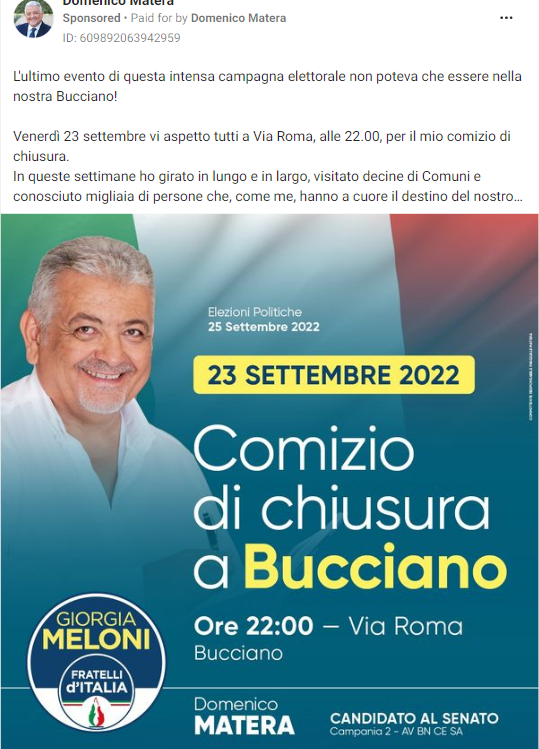 Domenico Matera
Sponsored • Paid for by Domenico Matera
ID: 609892063942959
L'ultimo evento di questa intensa campagna elettorale non poteva che essere nella
nostra Bucciano!
Venerdì 23 settembre vi aspetto tutti a Via Roma, alle 22.00, per il mio comizio di
chiusura.
In queste settimane ho girato in lungo e in largo, visitato decine di Comuni e
conosciuto migliaia di persone che, come me, hanno a cuore il destino del nostro...
Elezioni Politiche
25 Settembre 2022
23 SETTEMBRE 2022
Comizio
di chiusura
a Bucciano
Ore 22:00 – Via Roma
Bucciano
GIORGIA
MELONI
FRATELLI
d'ITALIA
Domenico
MATERA
CANDIDATO AL SENATO
Campania 2 - AV BN CE SA